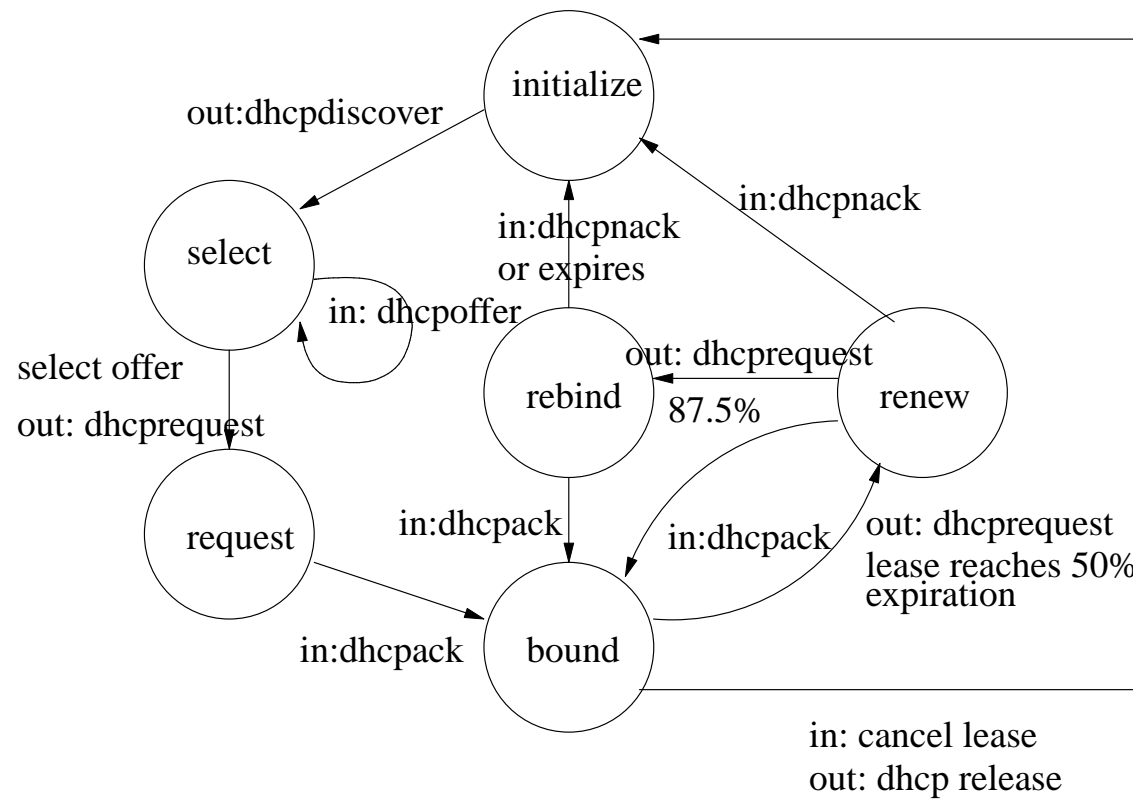 initialize
out:dhcpdiscover
in:dhcpnack
in:dhcpnack
or expires
select
in: dhcpoffer
select offer
out: dhcprequest
out: dhcprequest
87.5%
rebind
renew
request
in:dhcpack
in:dhcpack
out: dhcprequest
lease reaches 50%
expiration
in:dhcpack
bound
in: cancel lease
out: dhcp release